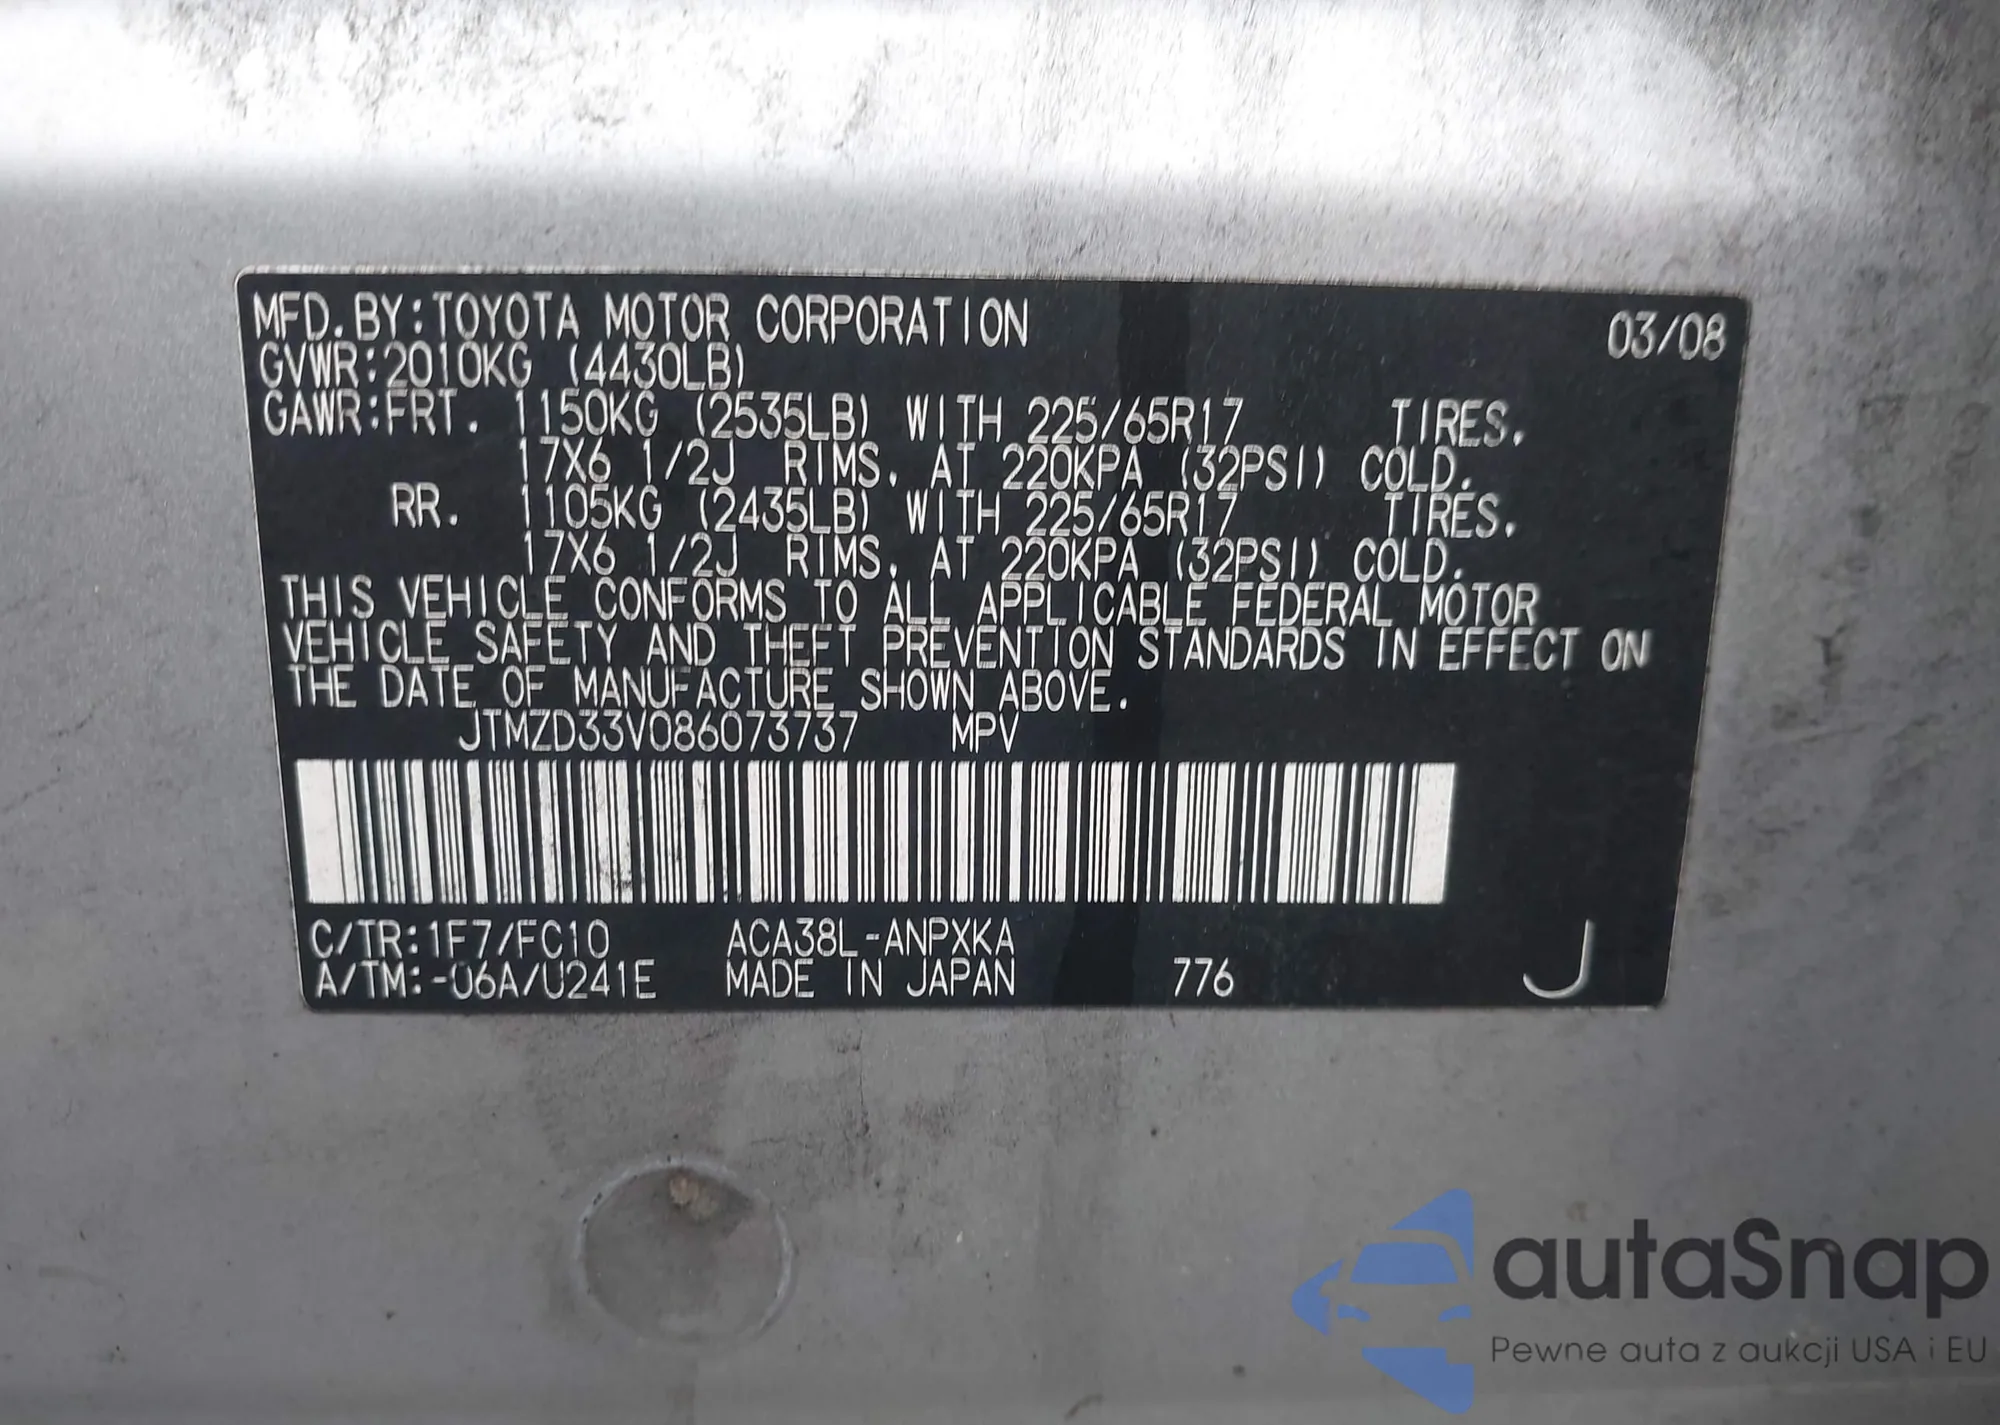 MFD.BY:TOYOTA MOTOR CORPORATION 03/08
GVWR:2010KG (4430LB)
GAWR:FRT. 1150KG (2535LB) WITH 225/65R17 TIRES.
17X6 1/2J RIMS. AT 220KPA (32PSI) COLD.
RR. 1105KG (2435LB) WITH 225/65R17 TIRES.
17X6 1/2J RIMS. AT 220KPA (32PSI) COLD.
THIS VEHICLE CONFORMS TO ALL APPLICABLE FEDERAL MOTOR
VEHICLE SAFETY AND THEFT PREVENTION STANDARDS IN EFFECT ON
THE DATE OF MANUFACTURE SHOWN ABOVE.
JTMZD33V086073737 MPV
C/TR:1F7/FC10 ACA38L-ANPXKA
A/TM:-06A/U241E MADE IN JAPAN 776 J
autaSnap
Pewne auta z aukcji USA i EU